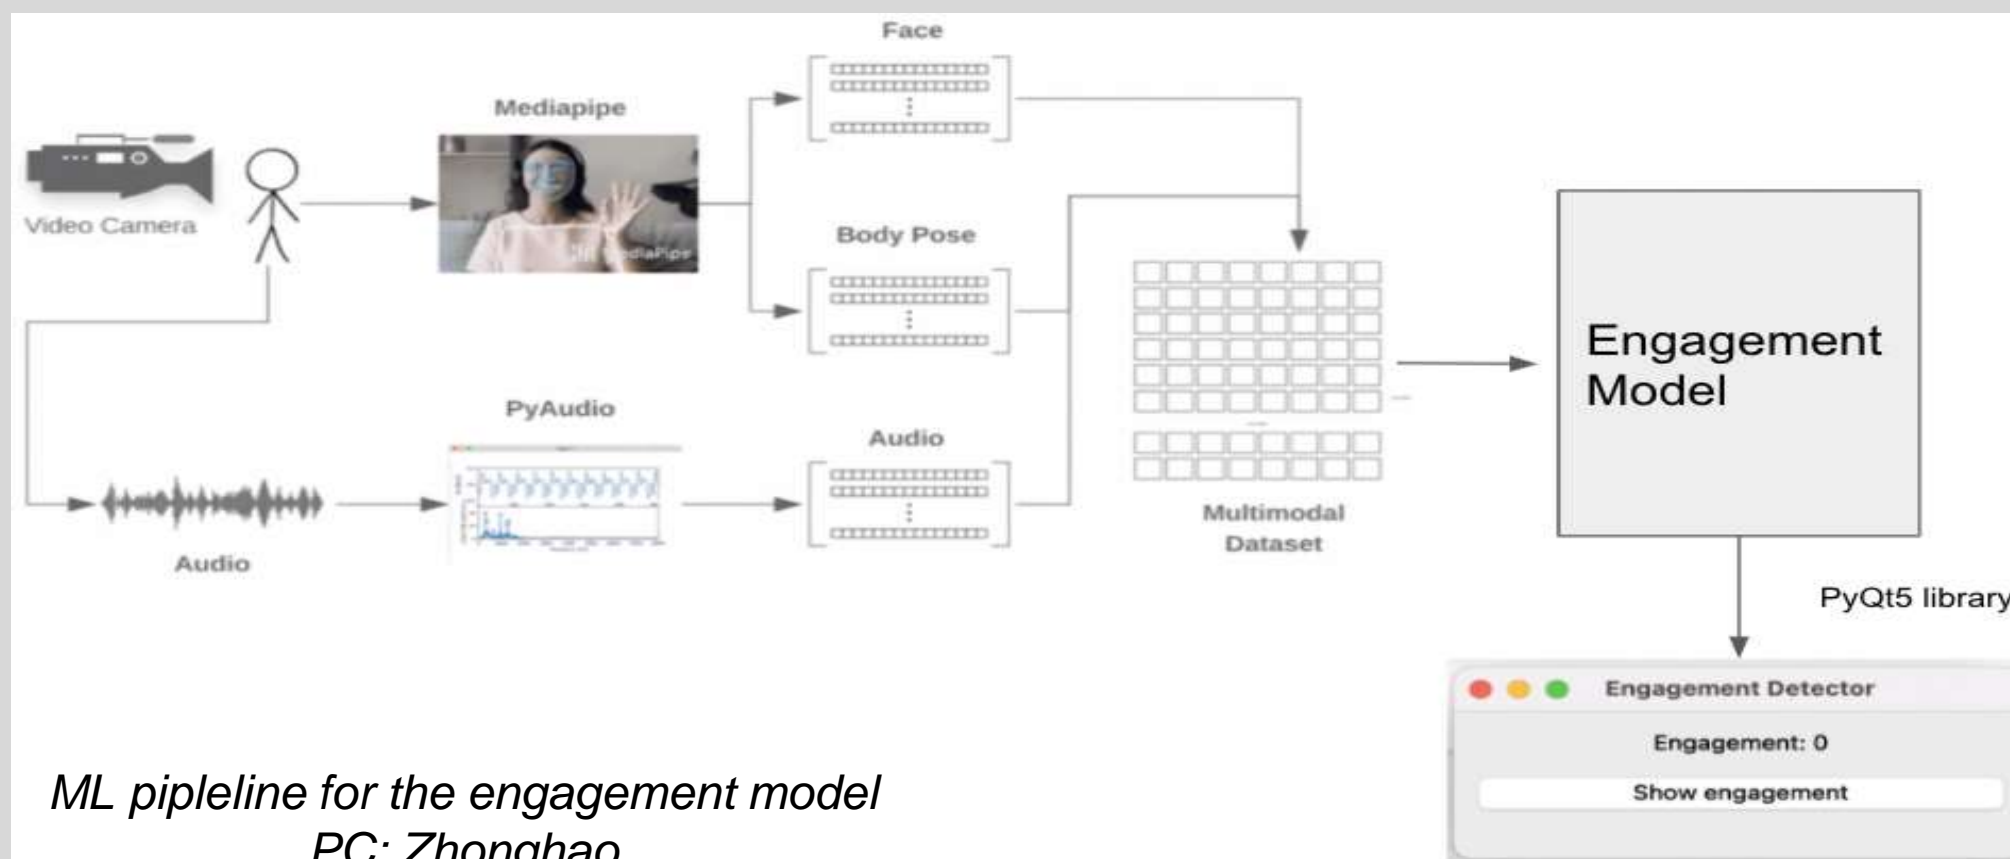 Face
Mediapipe
MediaPipe
Video Camera
Body Pose
PyAudio
Audio
Audio
Multimodal
Dataset
Engagement
Model
PyQt5 library
Engagement Detector
Engagement: 0
Show engagement
ML pipleline for the engagement model
PC: Zhonghao